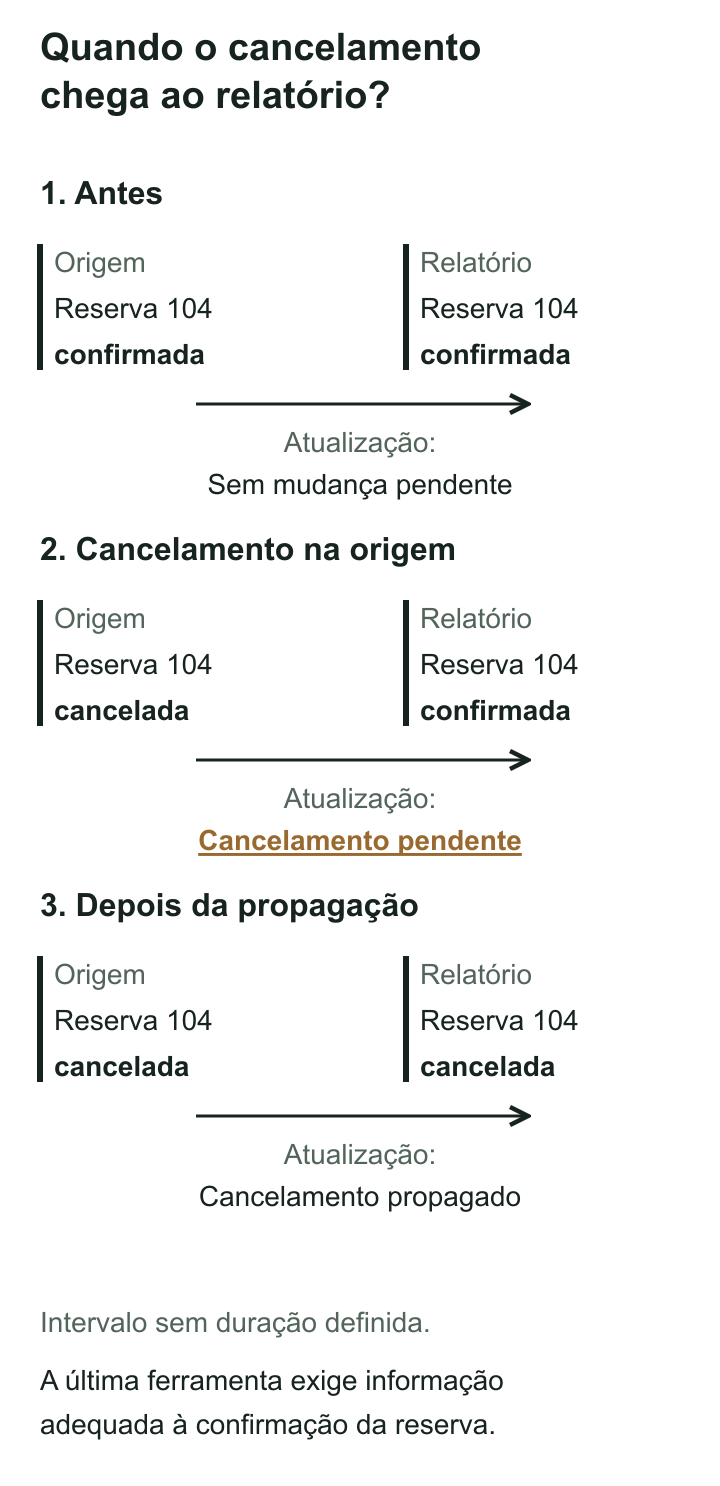 Quando o cancelamento
chega ao relatório?
1. Antes
Origem
Reserva 104
confirmada
Relatório
Reserva 104
confirmada
Atualização:
Sem mudança pendente
2. Cancelamento na origem
Origem
Reserva 104
cancelada
Relatório
Reserva 104
confirmada
Atualização:
Cancelamento pendente
3. Depois da propagação
Origem
Reserva 104
cancelada
Relatório
Reserva 104
cancelada
Atualização:
Cancelamento propagado
Intervalo sem duração definida.
A última ferramenta exige informação
adequada à confirmação da reserva.